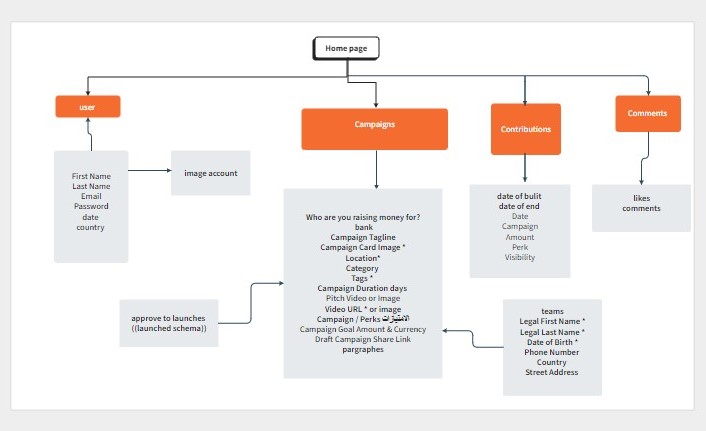 Home page
user
Campaigns
Contributions
Comments
First Name
Last Name
Email
Password
date
country
image account
Who are you raising money for?
bank
Campaign Tagline
Campaign Card Image *
Location*
Category
Tags *
Campaign Duration days
Pitch Video or Image
Video URL * or image
Campaign / Perks الامتيازات
Campaign Goal Amount & Currency
Draft Campaign Share Link
pargraphes
date of bulit
date of end
Date
Campaign
Amount
Perk
Visibility
likes
comments
approve to launches
((launched schema))
teams
Legal First Name *
Legal Last Name *
Date of Birth *
Phone Number
Country
Street Address